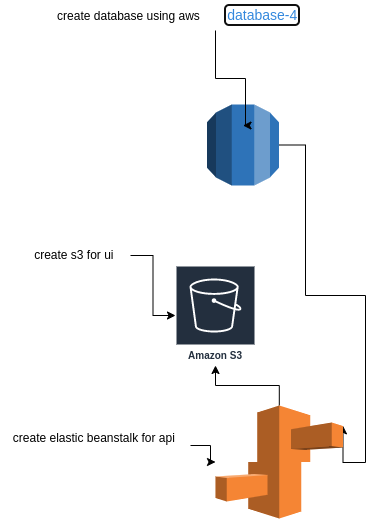 create database using aws
database-4
create s3 for ui
Amazon S3
create elastic beanstalk for api